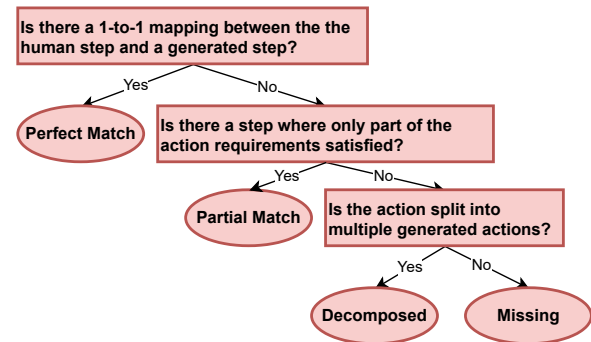 Is there a 1-to-1 mapping between the the
human step and a generated step?
Yes
No
Perfect Match
Is there a step where only part of the
action requirements satisfied?
Yes
No
Partial Match
Is the action split into
multiple generated actions?
Yes
No
Decomposed
Missing